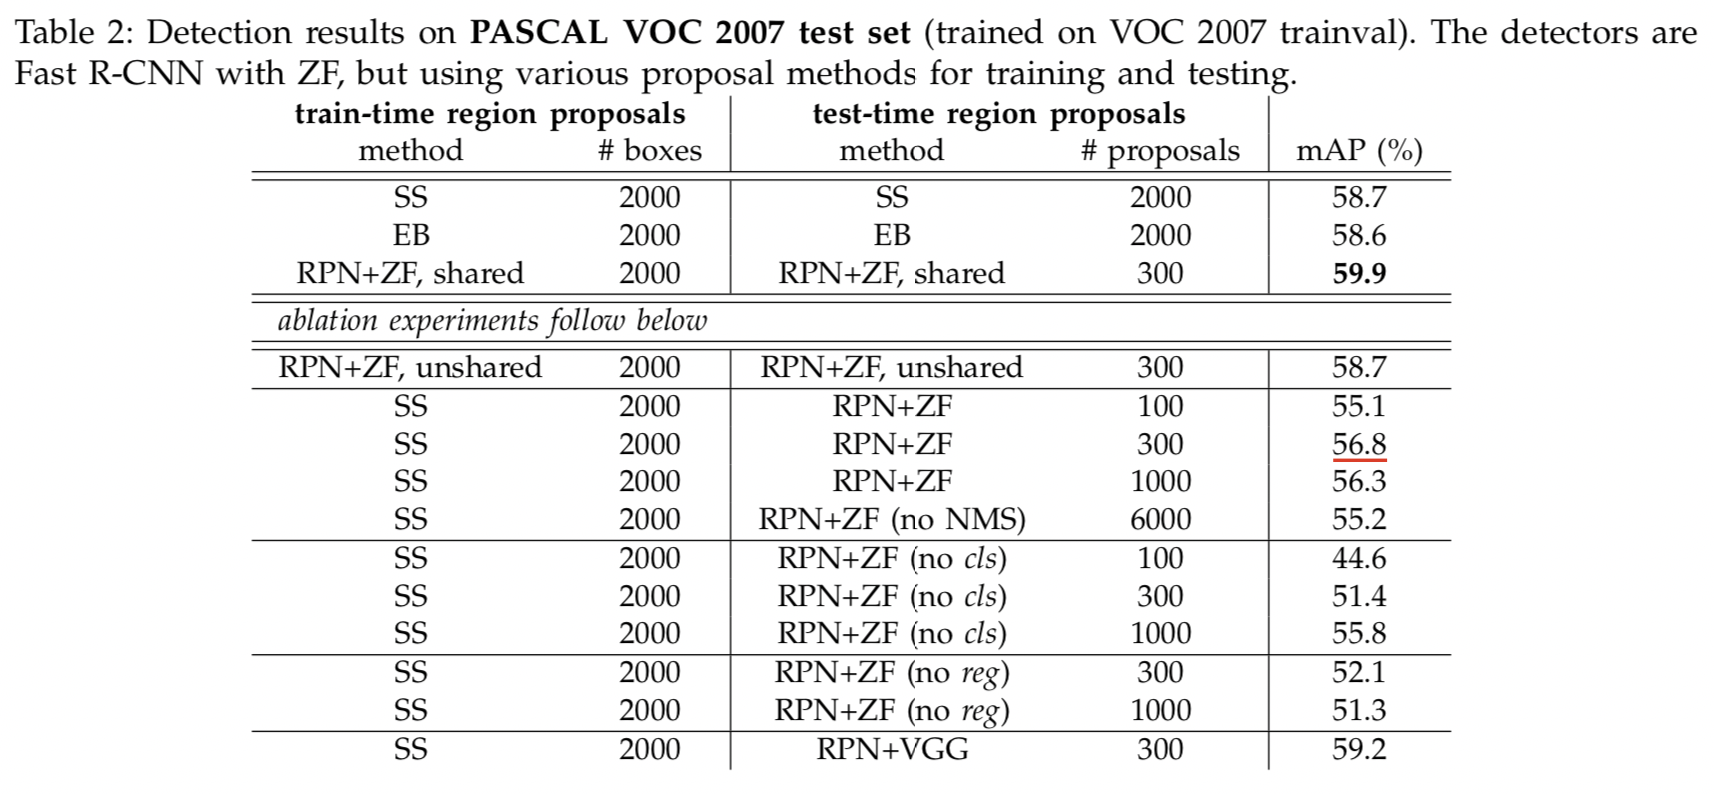 Table 2: Detection results on PASCAL VOC 2007 test set (trained on VOC 2007 trainval). The detectors are
Fast R-CNN with ZF, but using various proposal methods for training and testing.
train-time region proposals test-time region proposals
method # boxes method # proposals mAP (%)
SS 2000 SS 2000 58.7
EB 2000 EB 2000 58.6
RPN+ZF, shared 2000 RPN+ZF, shared 300 59.9
ablation experiments follow below
RPN+ZF, unshared 2000 RPN+ZF, unshared 300 58.7
SS 2000 RPN+ZF 100 55.1
SS 2000 RPN+ZF 300 56.8
SS 2000 RPN+ZF 1000 56.3
SS 2000 RPN+ZF (no NMS) 6000 55.2
SS 2000 RPN+ZF (no cls) 100 44.6
SS 2000 RPN+ZF (no cls) 300 51.4
SS 2000 RPN+ZF (no cls) 1000 55.8
SS 2000 RPN+ZF (no reg) 300 52.1
SS 2000 RPN+ZF (no reg) 1000 51.3
SS 2000 RPN+VGG 300 59.2